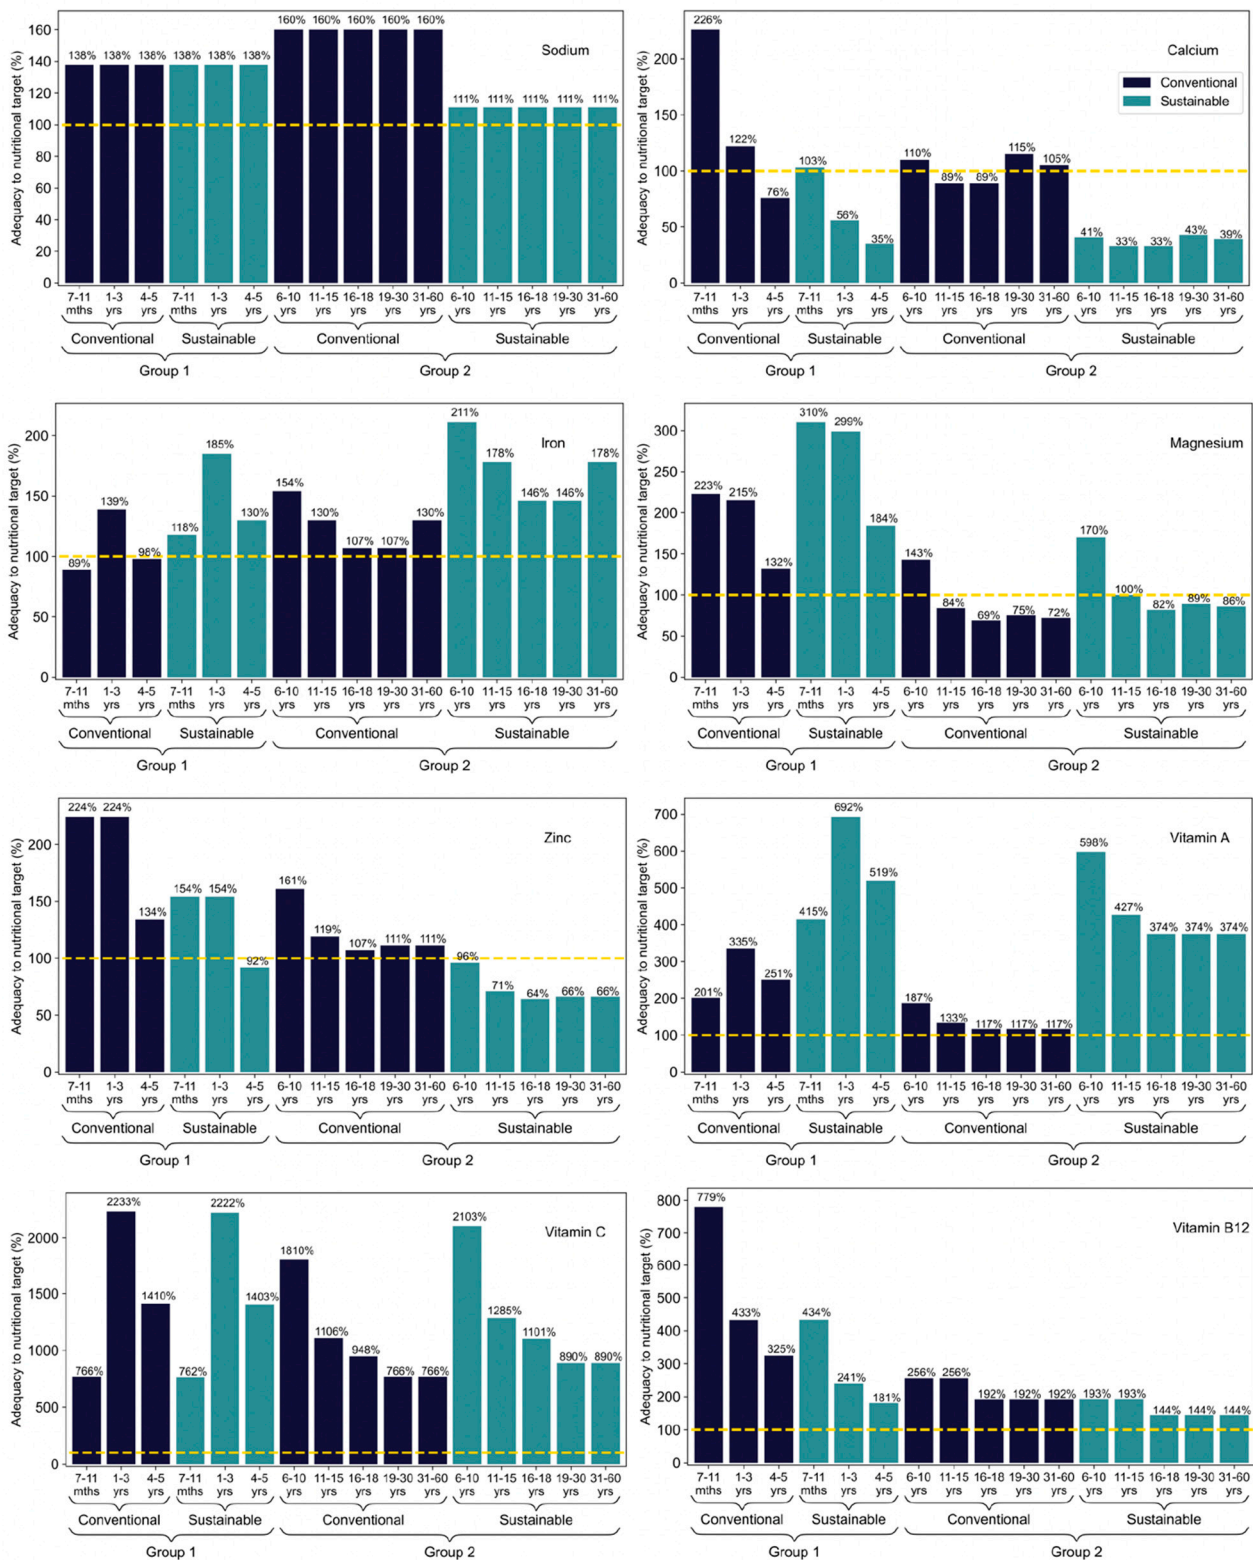 Adequacy to nutritional target (%)
Sodium
160
140
120
100
80
60
40
20
0
138% 138% 138% 138% 138% 138% 160% 160% 160% 160% 160% 111% 111% 111% 111% 111%
7-11 1-3 4-5 7-11 1-3 4-5 6-10 11-15 16-18 19-30 31-60 6-10 11-15 16-18 19-30 31-60
mths yrs yrs mths yrs yrs yrs yrs yrs yrs yrs yrs yrs yrs yrs yrs
Conventional Sustainable Conventional Sustainable
Group 1 Group 2
Adequacy to nutritional target (%)
Calcium
Conventional
Sustainable
200
150
100
50
0
226% 122% 76% 103% 56% 35% 110% 89% 89% 115% 105% 41% 33% 33% 43% 39%
7-11 1-3 4-5 7-11 1-3 4-5 6-10 11-15 16-18 19-30 31-60 6-10 11-15 16-18 19-30 31-60
mths yrs yrs mths yrs yrs yrs yrs yrs yrs yrs yrs yrs yrs yrs yrs
Conventional Sustainable Conventional Sustainable
Group 1 Group 2
Adequacy to nutritional target (%)
Iron
200
150
100
50
0
89% 139% 98% 118% 185% 130% 154% 130% 107% 107% 130% 211% 178% 146% 146% 178%
7-11 1-3 4-5 7-11 1-3 4-5 6-10 11-15 16-18 19-30 31-60 6-10 11-15 16-18 19-30 31-60
mths yrs yrs mths yrs yrs yrs yrs yrs yrs yrs yrs yrs yrs yrs yrs
Conventional Sustainable Conventional Sustainable
Group 1 Group 2
Adequacy to nutritional target (%)
Magnesium
300
250
200
150
100
50
0
223% 215% 132% 310% 299% 184% 143% 84% 69% 75% 72% 170% 100% 82% 89% 86%
7-11 1-3 4-5 7-11 1-3 4-5 6-10 11-15 16-18 19-30 31-60 6-10 11-15 16-18 19-30 31-60
mths yrs yrs mths yrs yrs yrs yrs yrs yrs yrs yrs yrs yrs yrs yrs
Conventional Sustainable Conventional Sustainable
Group 1 Group 2
Adequacy to nutritional target (%)
Zinc
200
150
100
50
0
224% 224% 134% 154% 154% 92% 161% 119% 107% 111% 111% 96% 71% 64% 66% 66%
7-11 1-3 4-5 7-11 1-3 4-5 6-10 11-15 16-18 19-30 31-60 6-10 11-15 16-18 19-30 31-60
mths yrs yrs mths yrs yrs yrs yrs yrs yrs yrs yrs yrs yrs yrs yrs
Conventional Sustainable Conventional Sustainable
Group 1 Group 2
Adequacy to nutritional target (%)
Vitamin A
700
600
500
400
300
200
100
0
201% 335% 251% 415% 692% 519% 187% 133% 117% 117% 117% 598% 427% 374% 374% 374%
7-11 1-3 4-5 7-11 1-3 4-5 6-10 11-15 16-18 19-30 31-60 6-10 11-15 16-18 19-30 31-60
mths yrs yrs mths yrs yrs yrs yrs yrs yrs yrs yrs yrs yrs yrs yrs
Conventional Sustainable Conventional Sustainable
Group 1 Group 2
Adequacy to nutritional target (%)
Vitamin C
2000
1500
1000
500
0
766% 2233% 1410% 762% 2222% 1403% 1810% 1106% 948% 766% 766% 2103% 1285% 1101% 890% 890%
7-11 1-3 4-5 7-11 1-3 4-5 6-10 11-15 16-18 19-30 31-60 6-10 11-15 16-18 19-30 31-60
mths yrs yrs mths yrs yrs yrs yrs yrs yrs yrs yrs yrs yrs yrs yrs
Conventional Sustainable Conventional Sustainable
Group 1 Group 2
Adequacy to nutritional target (%)
Vitamin B12
800
700
600
500
400
300
200
100
0
779% 433% 325% 434% 241% 181% 256% 256% 192% 192% 192% 193% 193% 144% 144% 144%
7-11 1-3 4-5 7-11 1-3 4-5 6-10 11-15 16-18 19-30 31-60 6-10 11-15 16-18 19-30 31-60
mths yrs yrs mths yrs yrs yrs yrs yrs yrs yrs yrs yrs yrs yrs yrs
Conventional Sustainable Conventional Sustainable
Group 1 Group 2